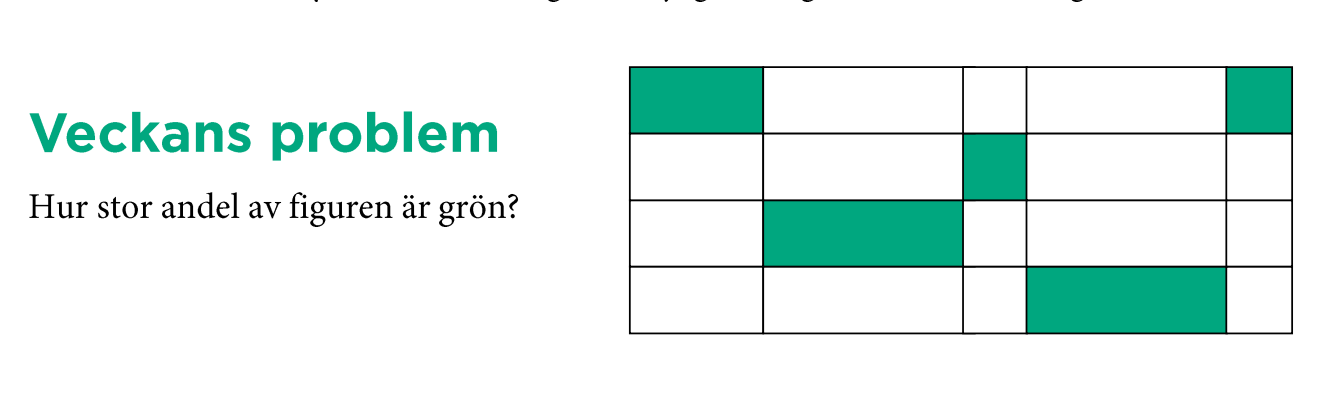 Veckans problem
Hur stor andel av figuren är grön?